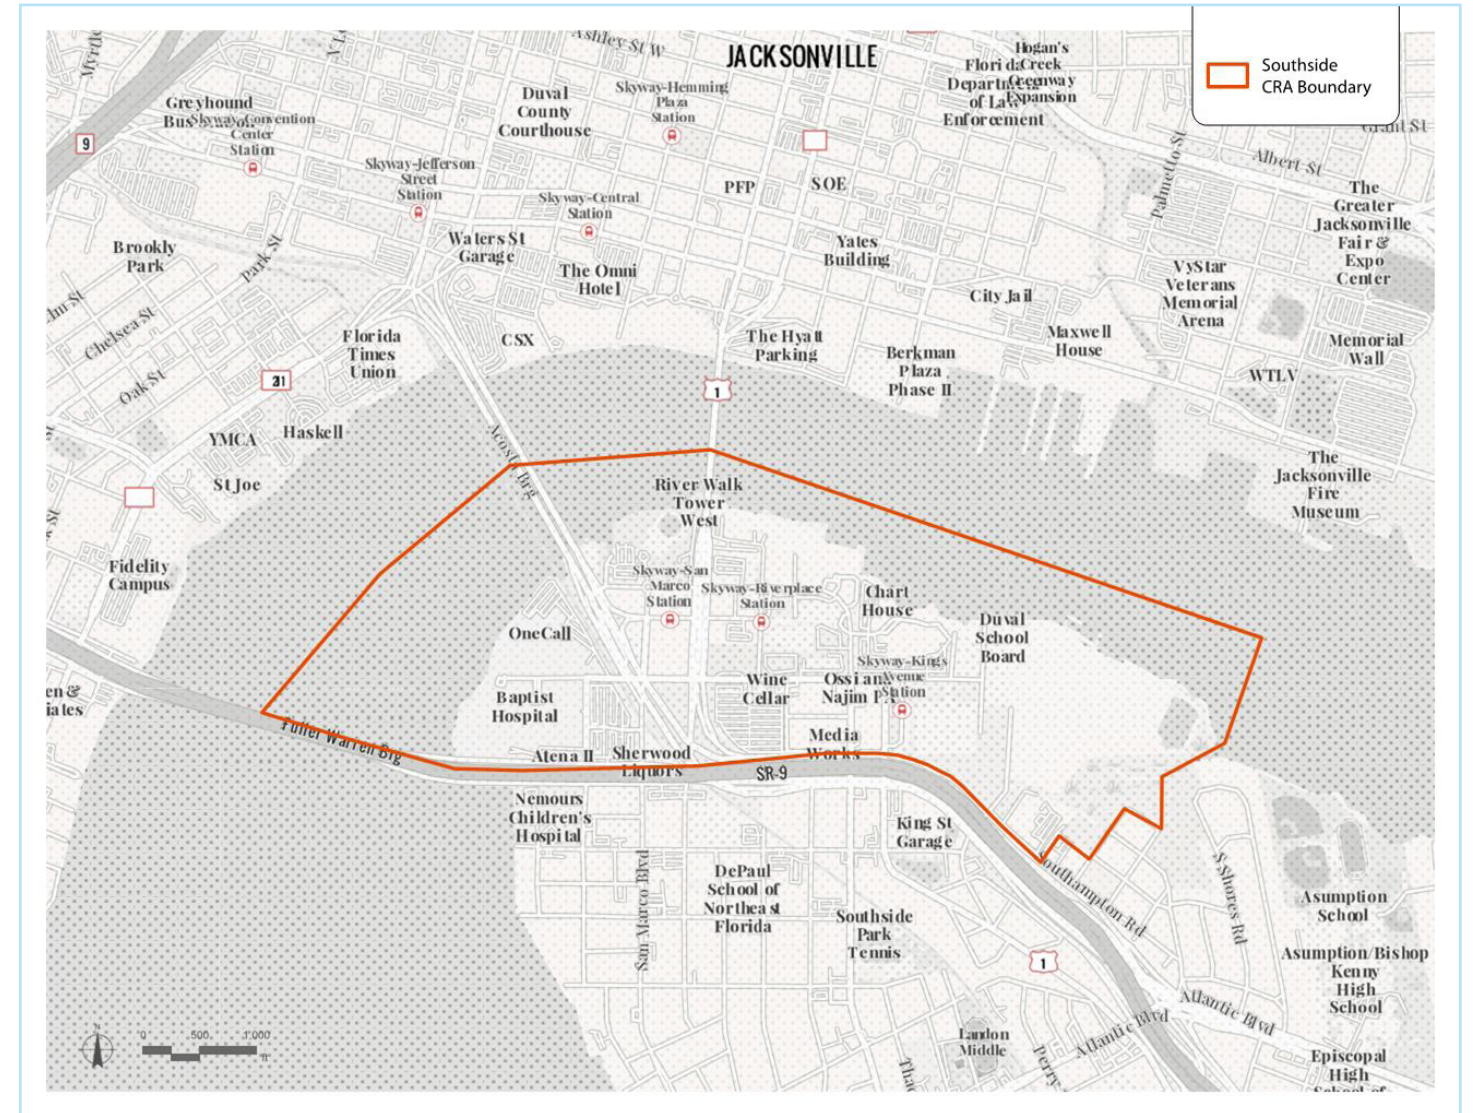 Southside
CRA Boundary
JACKSONVILLE
Ashley St W
Hogan's
Creek
Greenway
Expansion
Florida
Department
of Law
Enforcement
Grant St
Albert St
Palmetto St
Greyhound
Skyway-Convention
Center
Station
9
Duval
County
Courthouse
Skyway-Hemming
Plaza
Station
Skyway-Jefferson
Street
Station
Skyway-Central
Station
PFP
SOE
The
Greater
Jacksonville
Fair &
Expo
Center
Brookly
Park
Park St
Waters St
Garage
The Omni
Hotel
Yates
Building
City Jail
VyStar
Veterans
Memorial
Arena
Chelsea St
Oak St
Florida
Times
Union
CSX
The Hyatt
Parking
Berkman
Plaza
Phase II
Maxwell
House
Memorial
Wall
WTLV
21
1
YMCA
Haskell
St Joe
Acosta Brg
River Walk
Tower
West
The
Jacksonville
Fire
Museum
Fidelity
Campus
Skyway-San
Marco
Station
Skyway-Riverplace
Station
Chart
House
OneCall
Duval
School
Board
Skyway-Kings
Avenue
Station
Wine
Cellar
Ossi and
Najim PA
en &
iates
Baptist
Hospital
Fuller Warren Brg
Atena II
Sherwood
Liquors
Media
Works
SR-9
Nemours
Children's
Hospital
King St
Garage
San Marco Blvd
DePaul
School of
Northeast
Florida
Southside
Park
Tennis
Southampton Rd
S Shores Rd
Asumption
School
1
Asumption/Bishop
Kenny
High
School
Atlantic Blvd
Atlantic Blvd
Landon
Middle
Perry
Thac
Episcopal
High
School of
N
0 500 1,000
ft